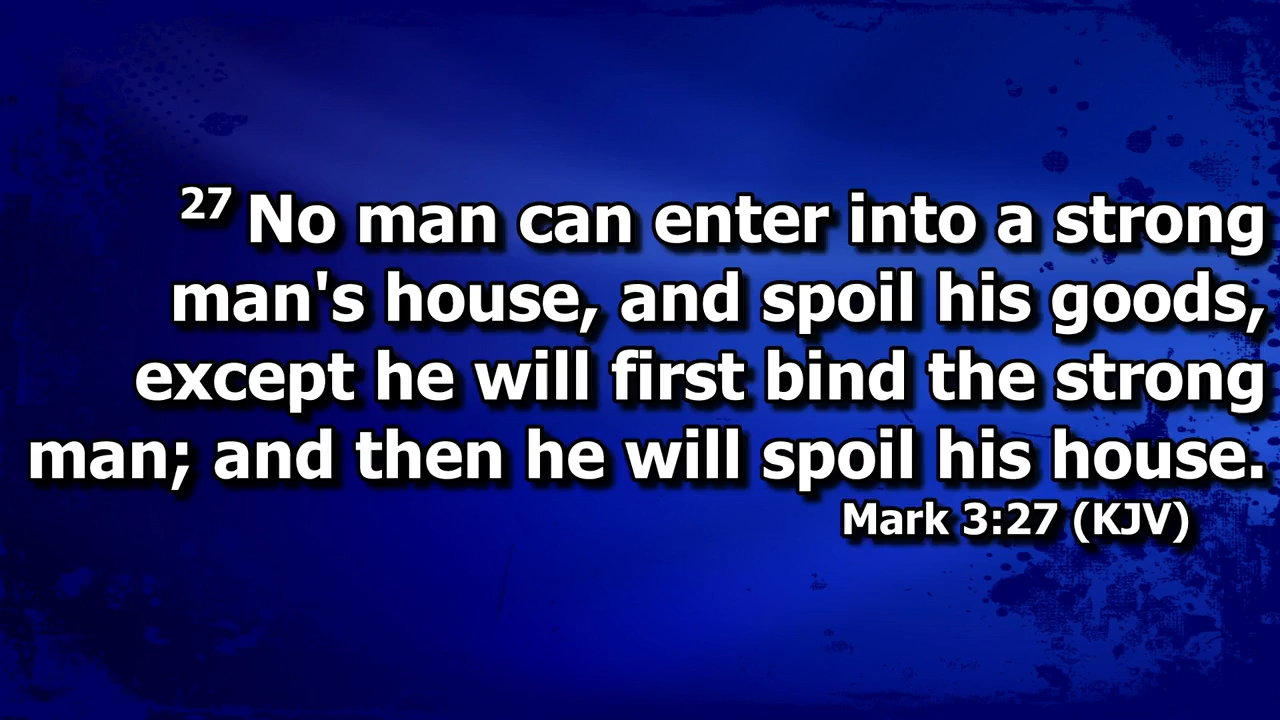 27 No man can enter into a strong
man's house, and spoil his goods,
except he will first bind the strong
man; and then he will spoil his house.
Mark 3:27 (KJV)